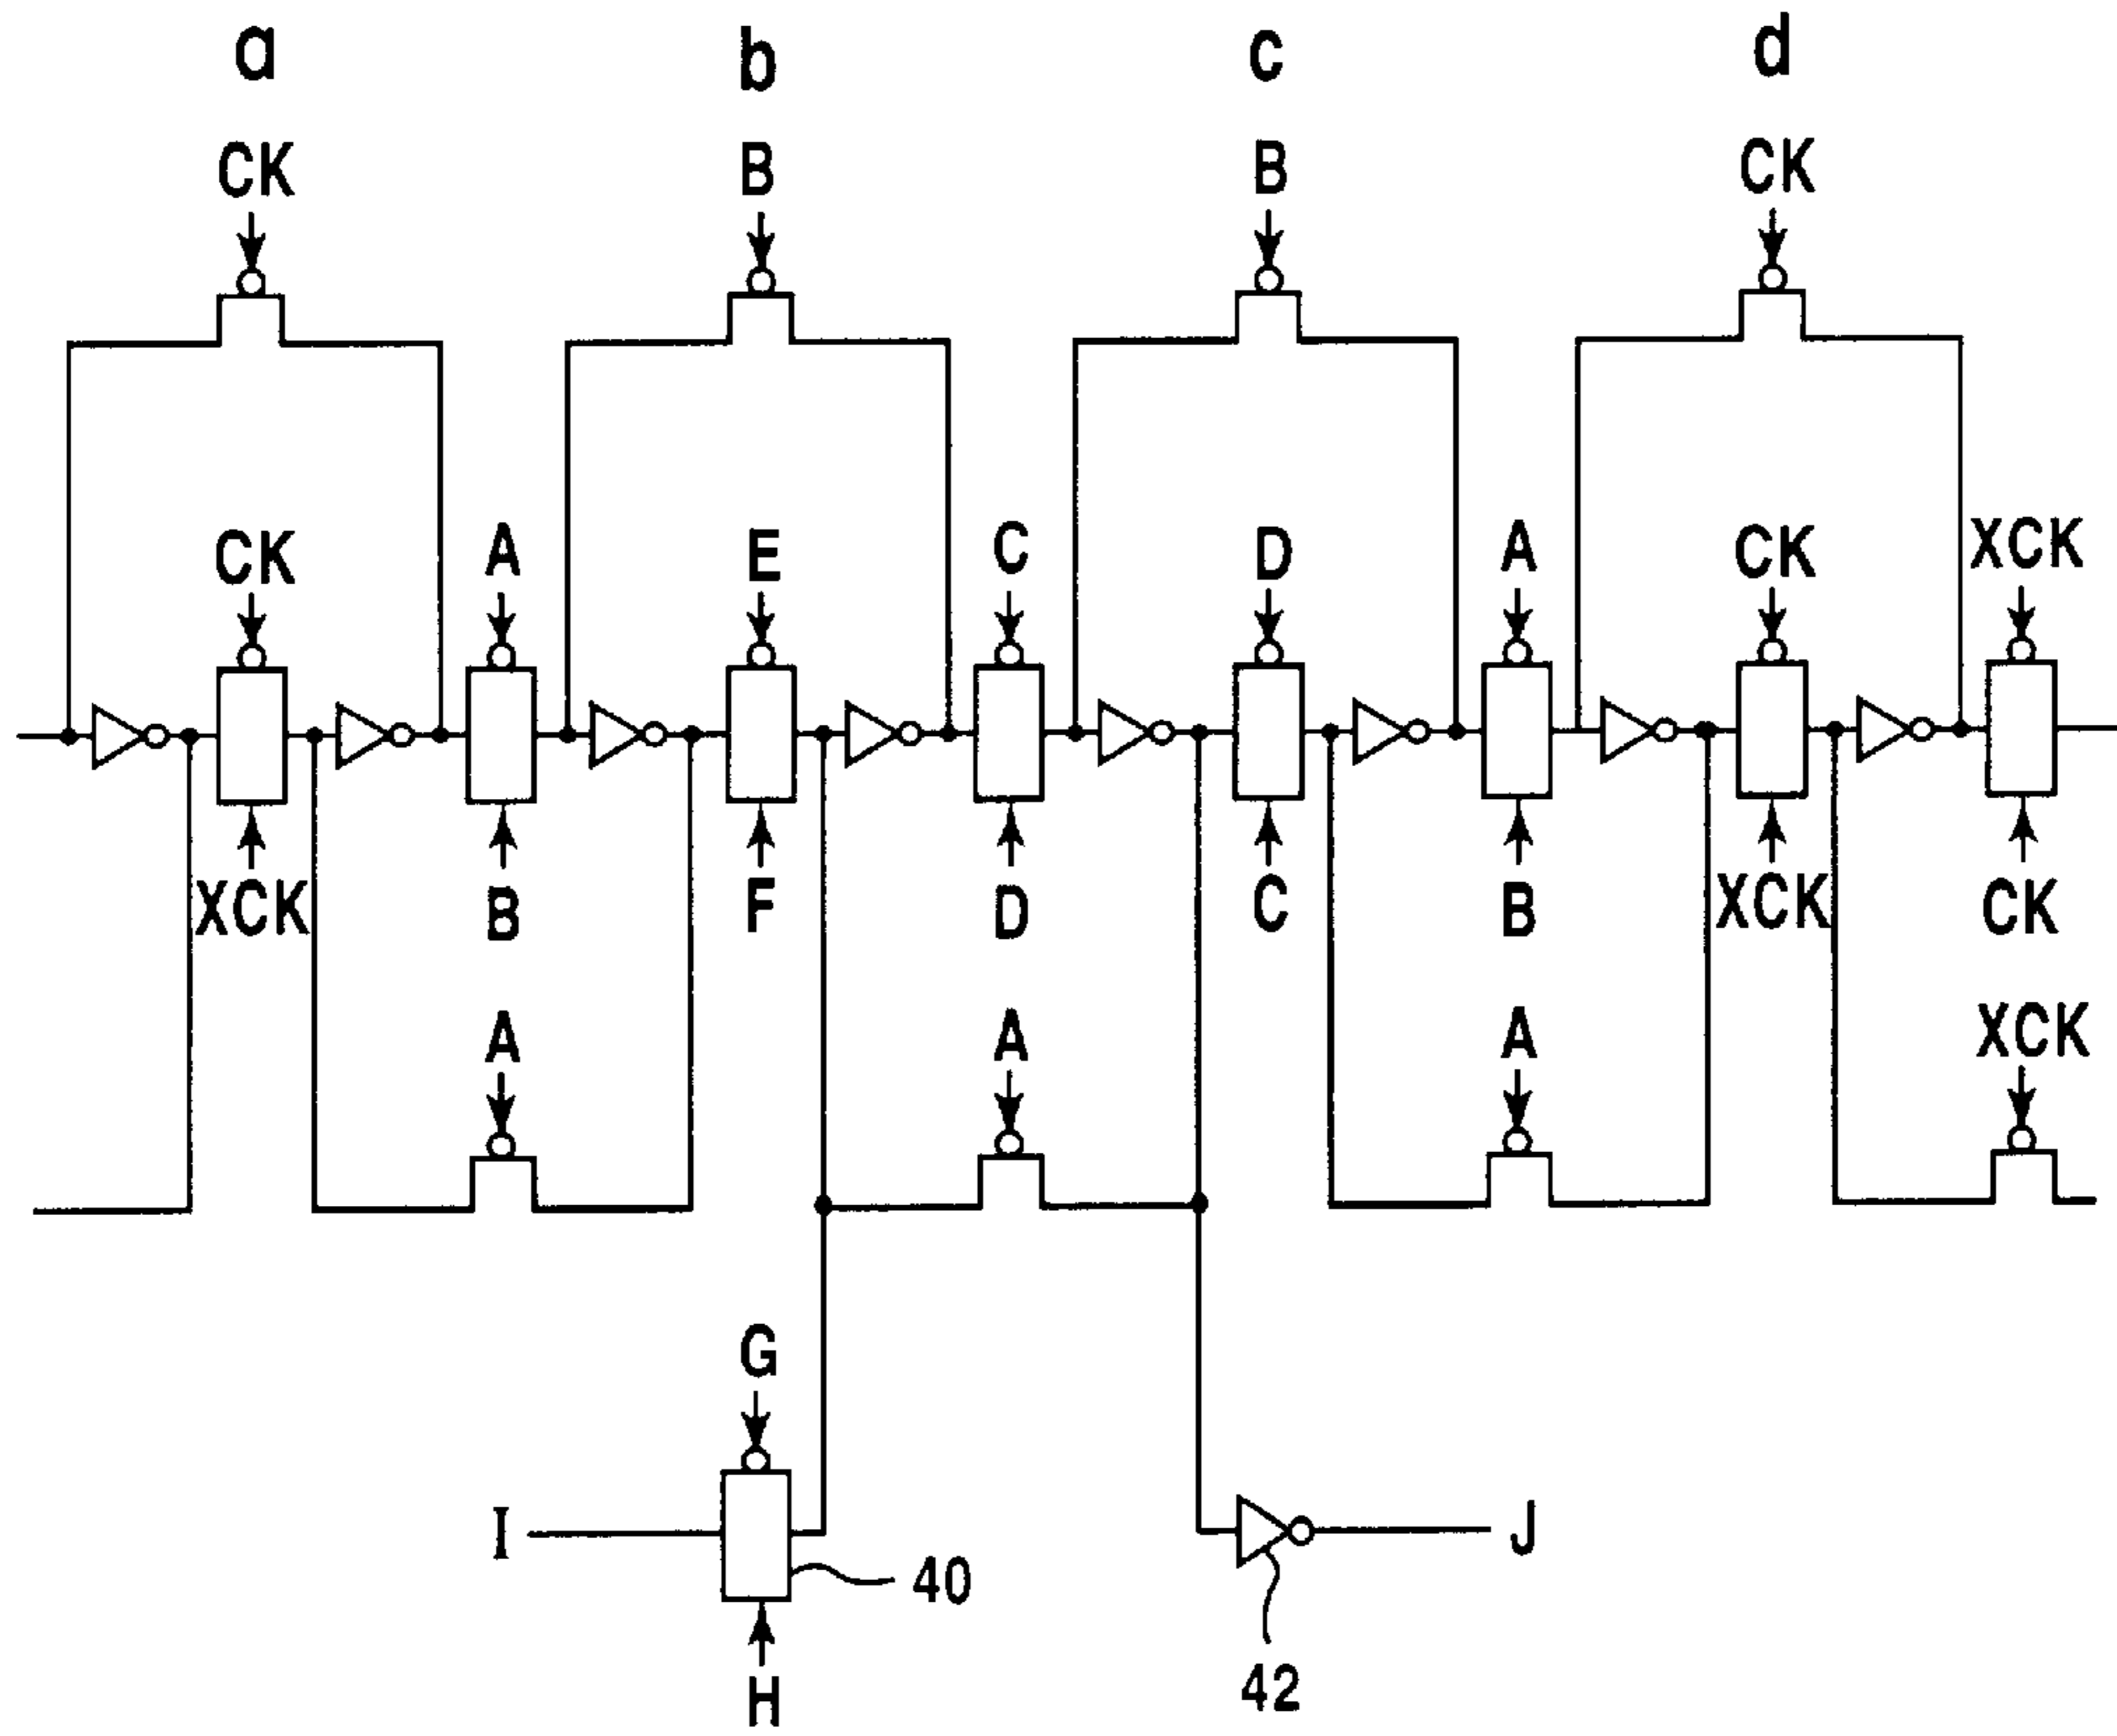 a b c d
CK B B CK
CK A E C D A CK XCK
XCK B F D C B XCK CK
A A A XCK
G
I J
40
H 42